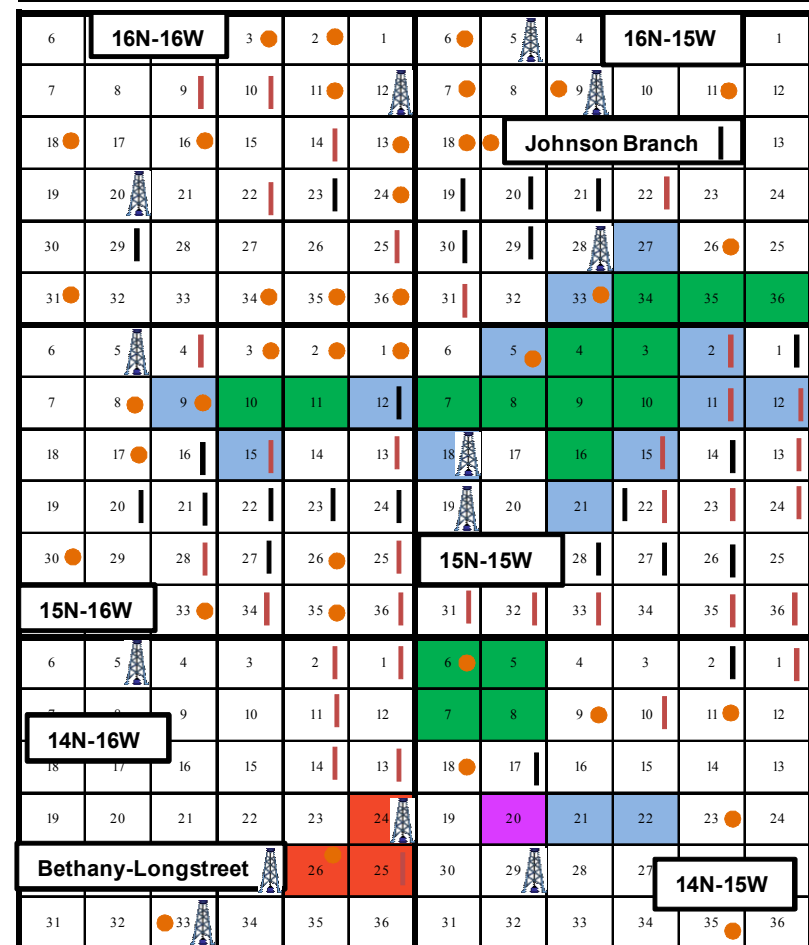 6 16N-16W 3 2 1 6 5 4 16N-15W 1
7 8 9 10 11 12 7 8 9 10 11 12
18 17 16 15 14 13 18 Johnson Branch 13
19 20 21 22 23 24 19 20 21 22 23 24
30 29 28 27 26 25 30 29 28 27 26 25
31 32 33 34 35 36 31 32 33 34 35 36
6 5 4 3 2 1 6 5 4 3 2 1
7 8 9 10 11 12 7 8 9 10 11 12
18 17 16 15 14 13 18 17 16 15 14 13
19 20 21 22 23 24 19 20 21 22 23 24
30 29 28 27 26 25 15N-15W 28 27 26 25
15N-16W 33 34 35 36 31 32 33 34 35 36
6 5 4 3 2 1 6 5 4 3 2 1
9 10 11 12 7 8 9 10 11 12
14N-16W
18 17 16 15 14 13 18 17 16 15 14 13
19 20 21 22 23 24 19 20 21 22 23 24
Bethany-Longstreet 26 25 30 29 28 27
14N-15W
31 32 33 34 35 36 31 32 33 34 35 36